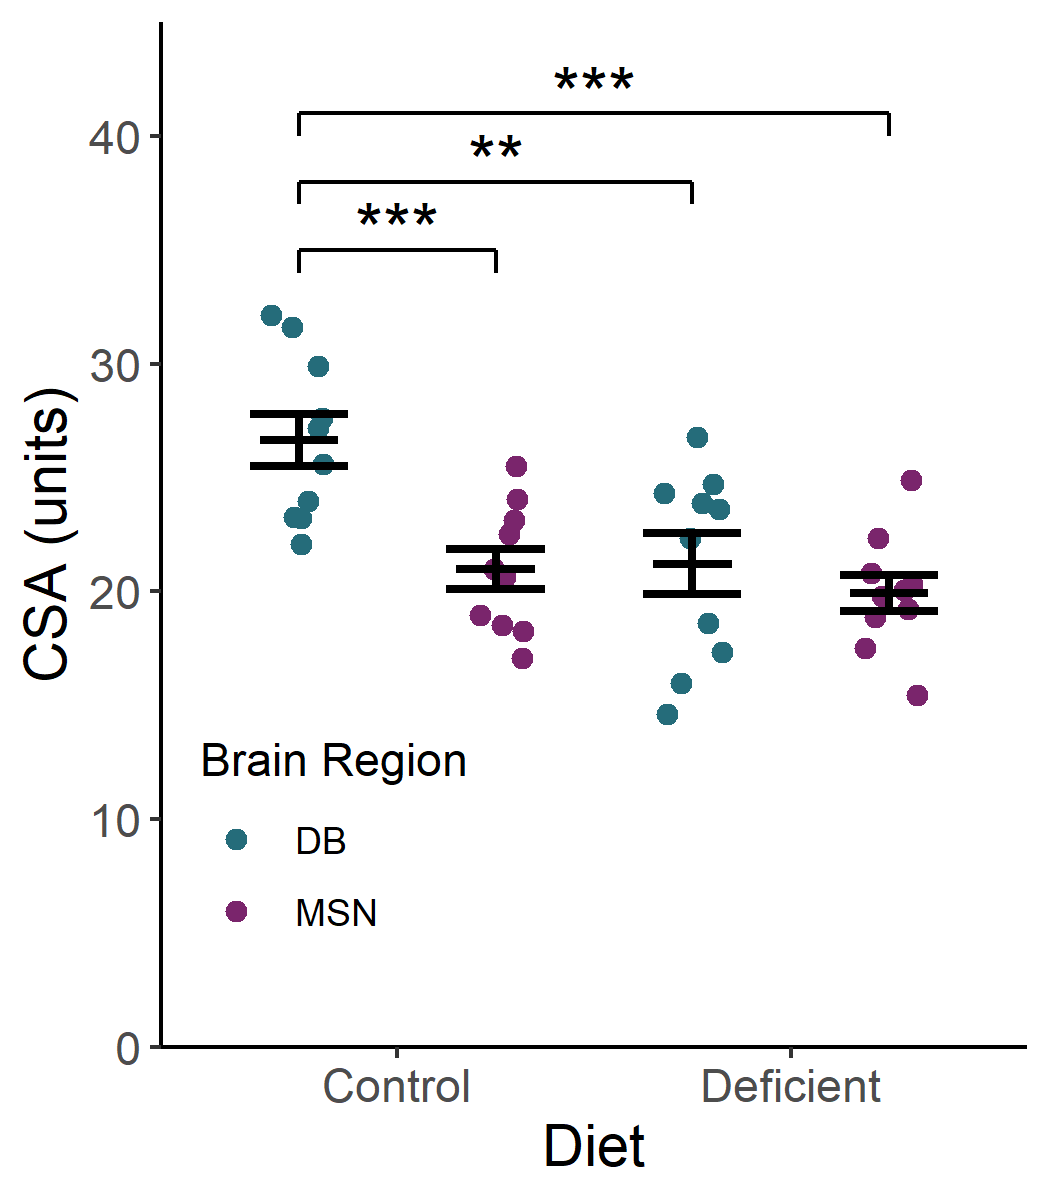 ***
40
**
***
30
CSA (units)
20
Brain Region
10
DB
MSN
0
Control Deficient
Diet